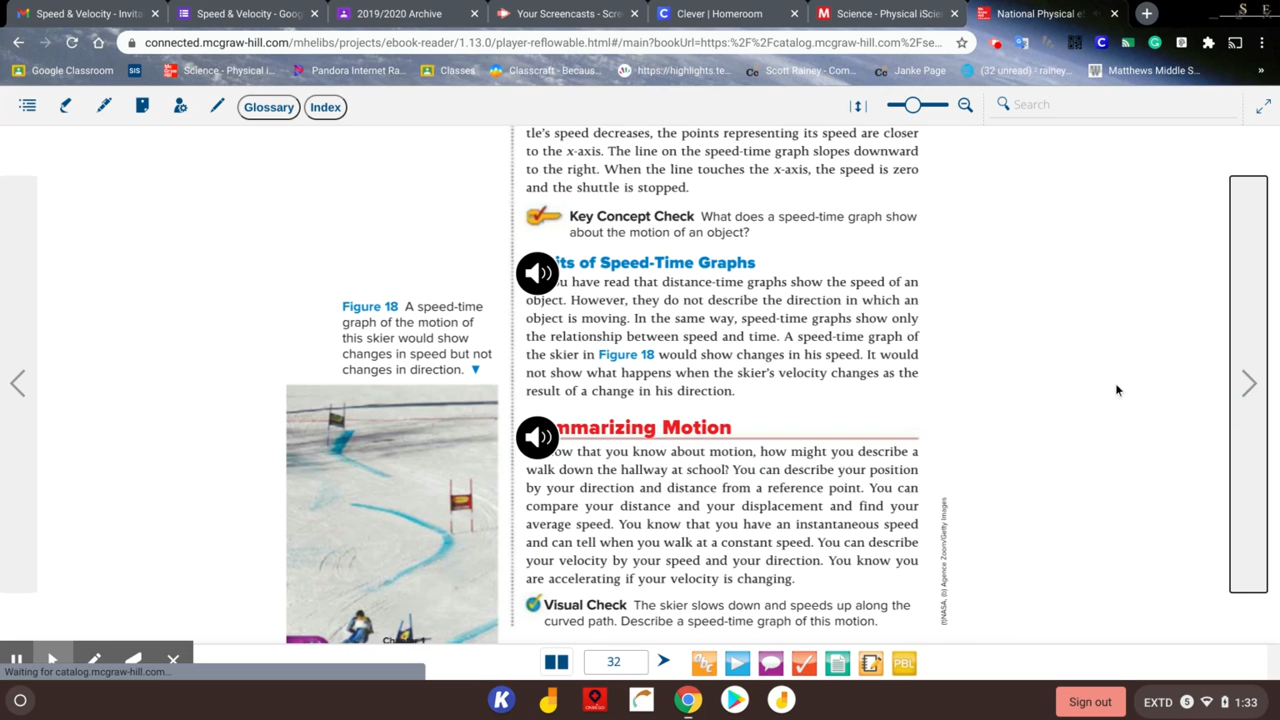 Speed & Velocity - Invita
Speed & Velocity - Goog
2019/2020 Archive
Your Screencasts - Scre
Clever | Homeroom
Science - Physical iScien
National Physical eS
S E
connected.mcgraw-hill.com/mhelibs/projects/ebook-reader/1.13.0/player-reflowable.html#/main?bookUrl=https:%2F%2Fcatalog.mcgraw-hill.com%2Fse...
Google Classroom
SIS
Science - Physical i...
Pandora Internet Ra...
Classes
Classcraft - Becaus...
https://highlights.te...
Scott Rainey - Com...
Janke Page
(32 unread) - rainey...
Matthews Middle S...
»
Glossary
Index
Search
tle's speed decreases, the points representing its speed are closer
to the x-axis. The line on the speed-time graph slopes downward
to the right. When the line touches the x-axis, the speed is zero
and the shuttle is stopped.
Key Concept Check What does a speed-time graph show
about the motion of an object?
its of Speed-Time Graphs
ou have read that distance-time graphs show the speed of an
object. However, they do not describe the direction in which an
object is moving. In the same way, speed-time graphs show only
the relationship between speed and time. A speed-time graph of
the skier in Figure 18 would show changes in his speed. It would
not show what happens when the skier's velocity changes as the
result of a change in his direction.
Figure 18 A speed-time
graph of the motion of
this skier would show
changes in speed but not
changes in direction. ▼
mmarizing Motion
ow that you know about motion, how might you describe a
walk down the hallway at school? You can describe your position
by your direction and distance from a reference point. You can
compare your distance and your displacement and find your
average speed. You know that you have an instantaneous speed
and can tell when you walk at a constant speed. You can describe
your velocity by your speed and your direction. You know you
are accelerating if your velocity is changing.
Visual Check The skier slows down and speeds up along the
curved path. Describe a speed-time graph of this motion.
(t)NASA, (b) Agence Zoom/Getty Images
Chapter 1
Waiting for catalog.mcgraw-hill.com...
32
abc
PBL
K
Sign out
EXTD
5
1:33